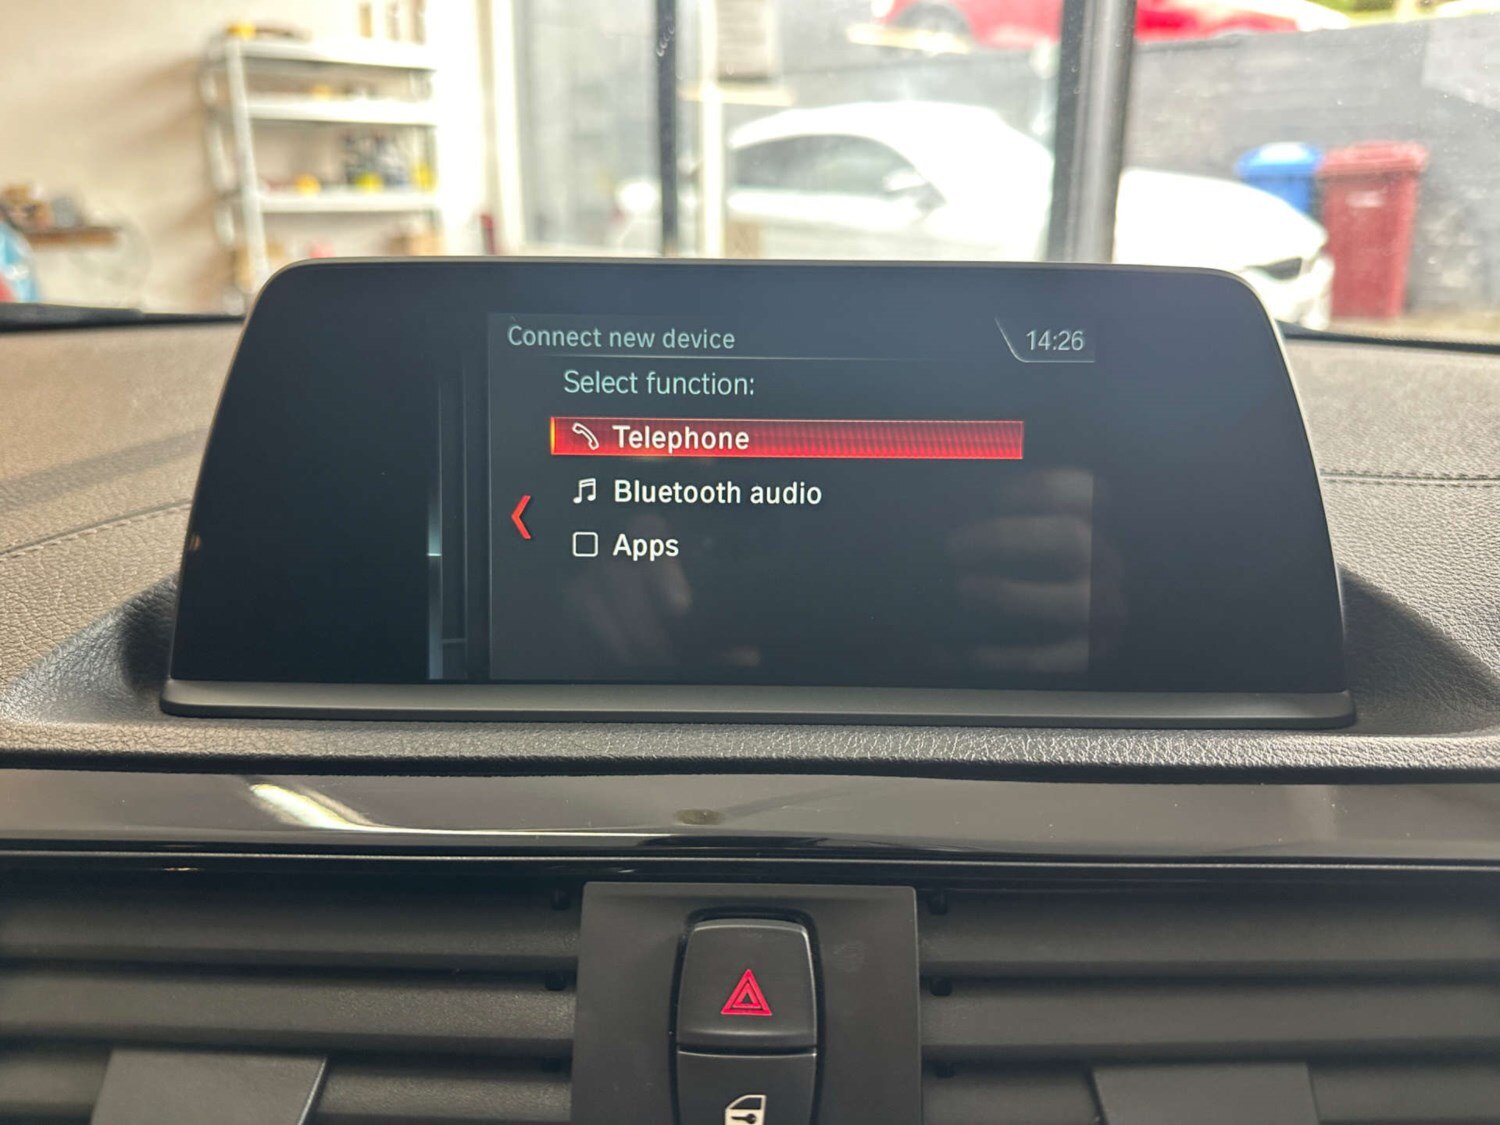 Connect new device
14:26
Select function:
Telephone
Bluetooth audio
Apps